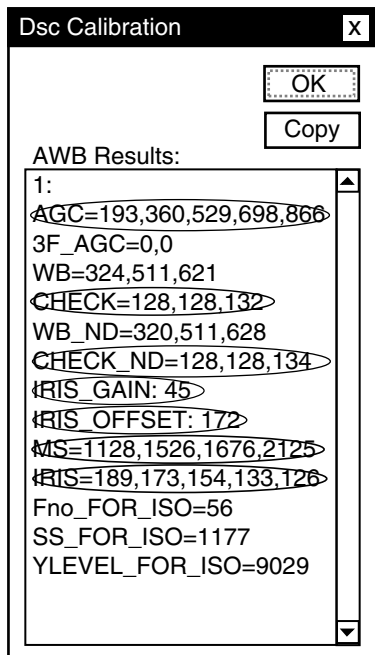 Dsc Calibration X
OK
Copy
AWB Results:
1:
AGC=193,360,529,698,866
3F_AGC=0,0
WB=324,511,621
CHECK=128,128,132
WB_ND=320,511,628
CHECK_ND=128,128,134
IRIS_GAIN: 45
IRIS_OFFSET: 172
MS=1128,1526,1676,2125
IRIS=189,173,154,133,126
Fno_FOR_ISO=56
SS_FOR_ISO=1177
YLEVEL_FOR_ISO=9029